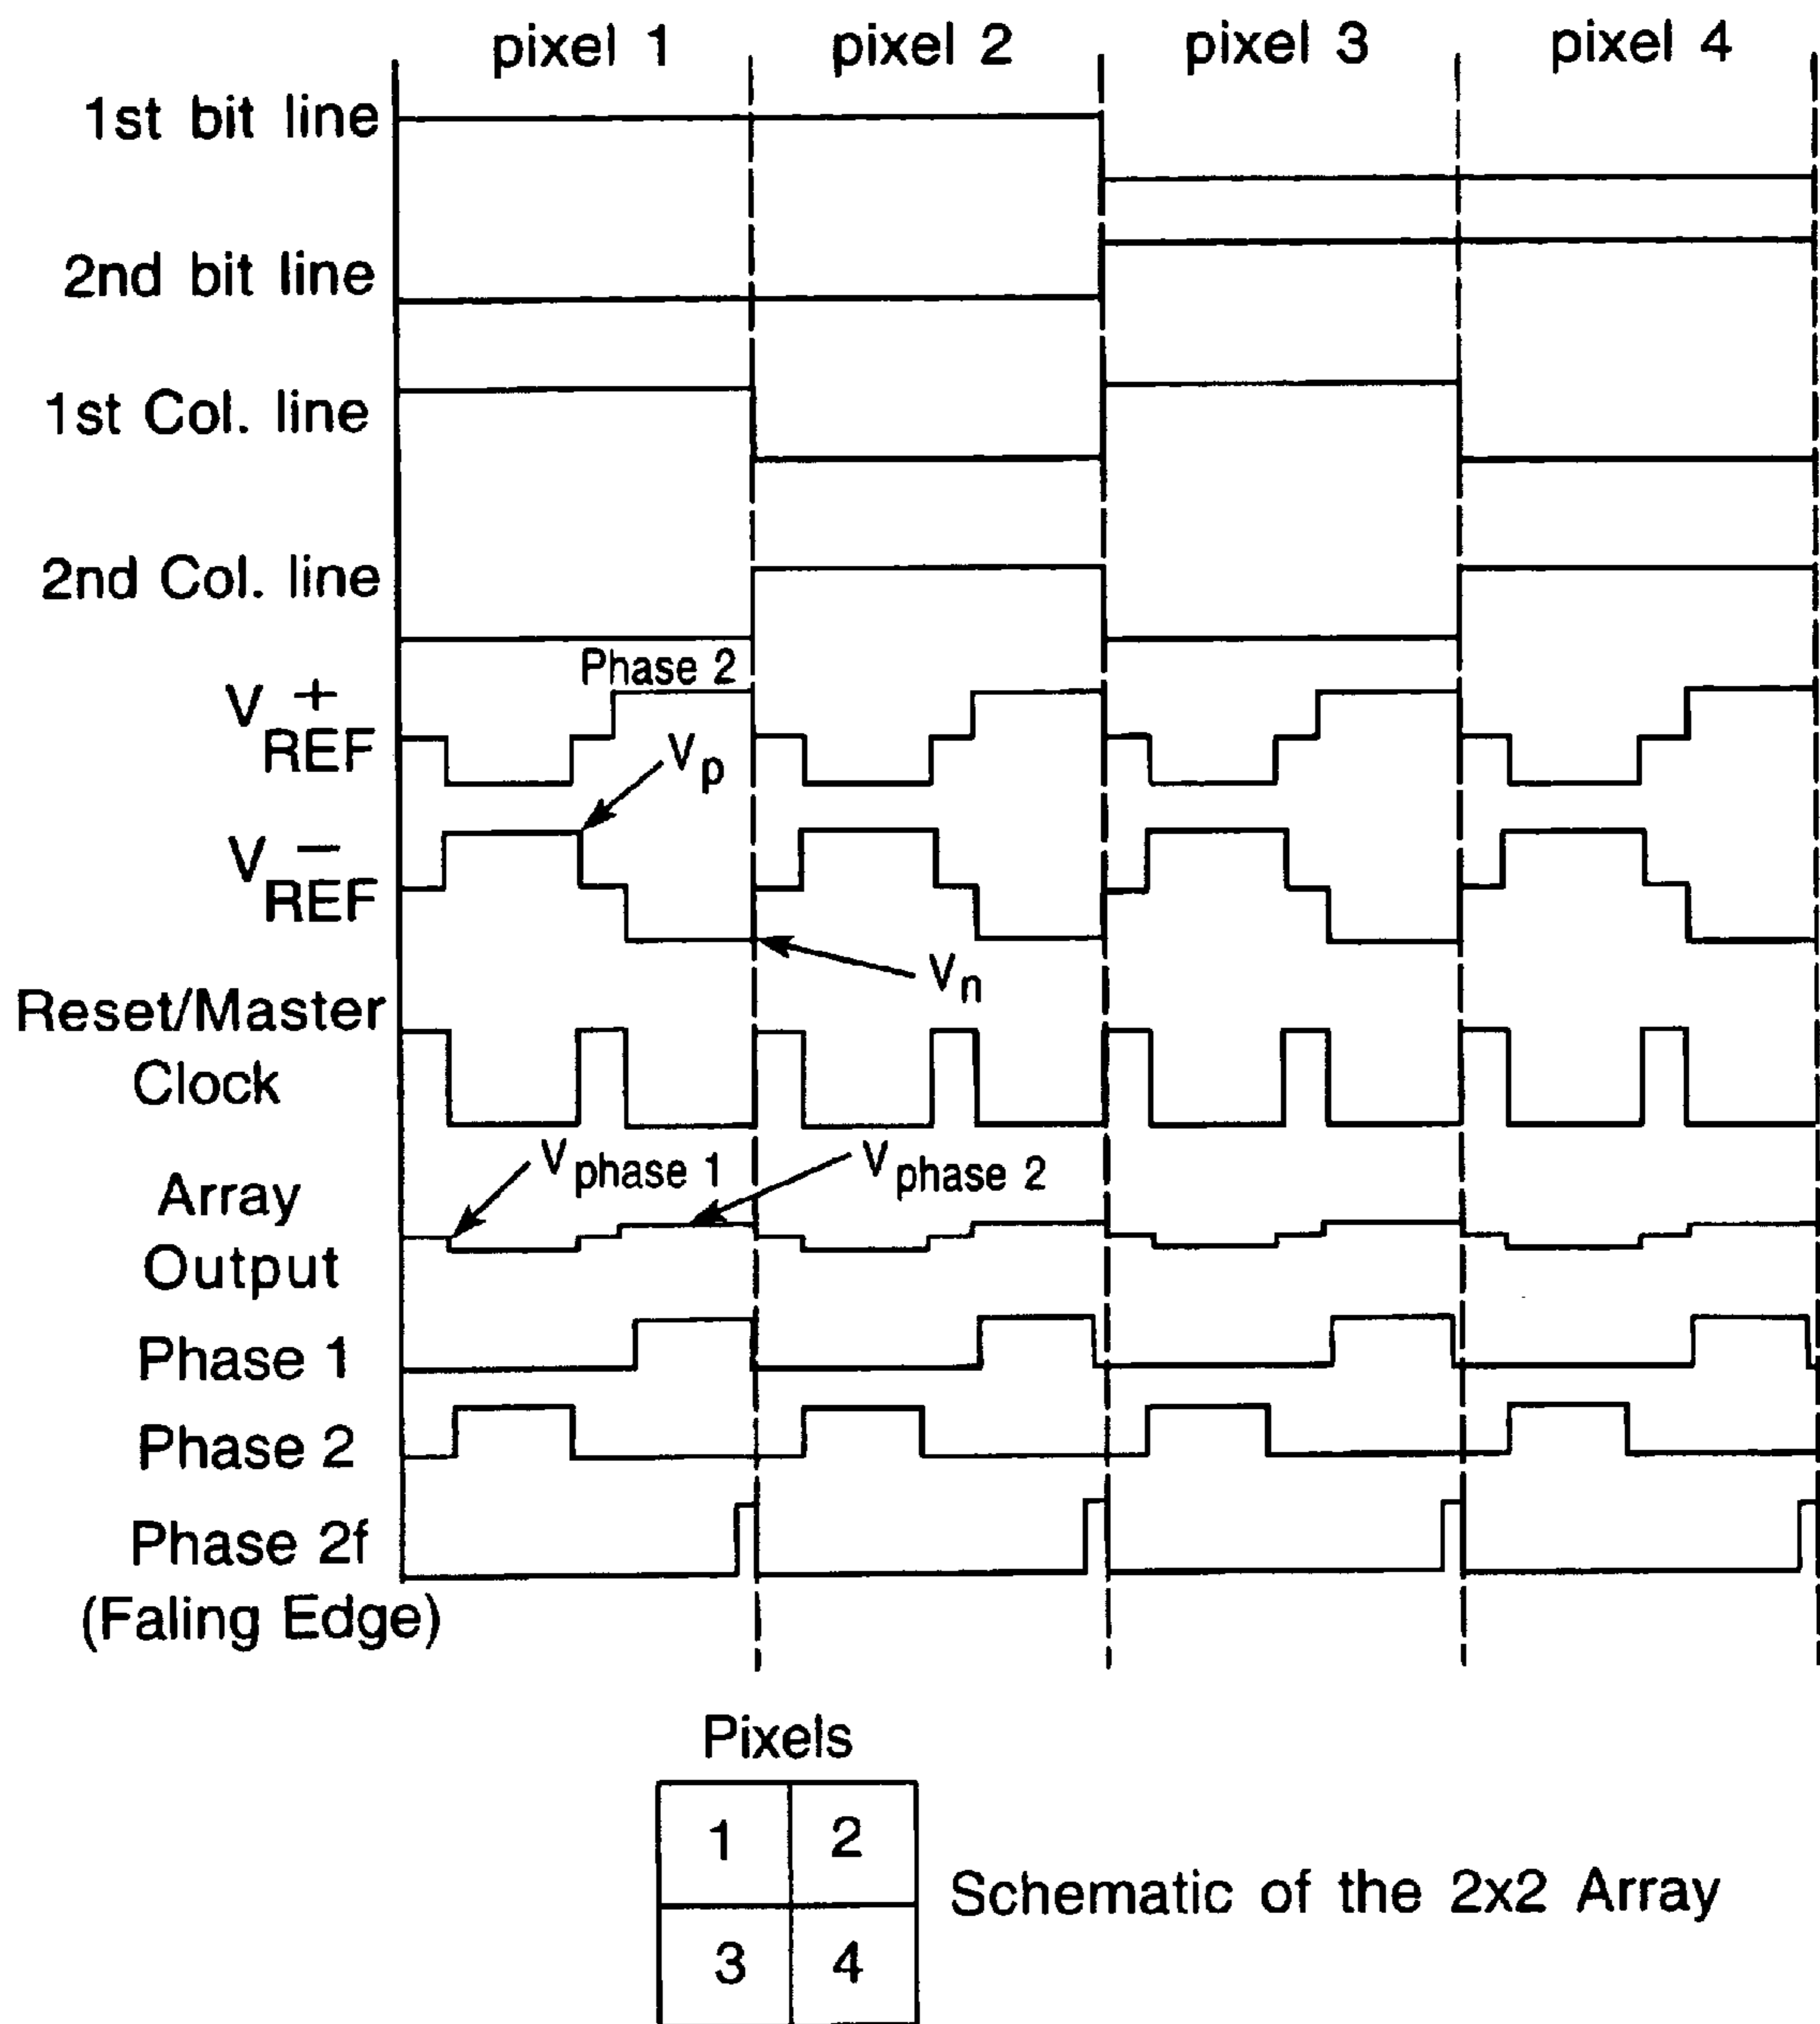 pixel 1 pixel 2 pixel 3 pixel 4
1st bit line
2nd bit line
1st Col. line
2nd Col. line
Phase 2
V REF +
Vp
V REF −
Vn
Reset/Master
Clock
V phase 1
V phase 2
Array
Output
Phase 1
Phase 2
Phase 2f
(Faling Edge)
Pixels
1 2
3 4
Schematic of the 2x2 Array